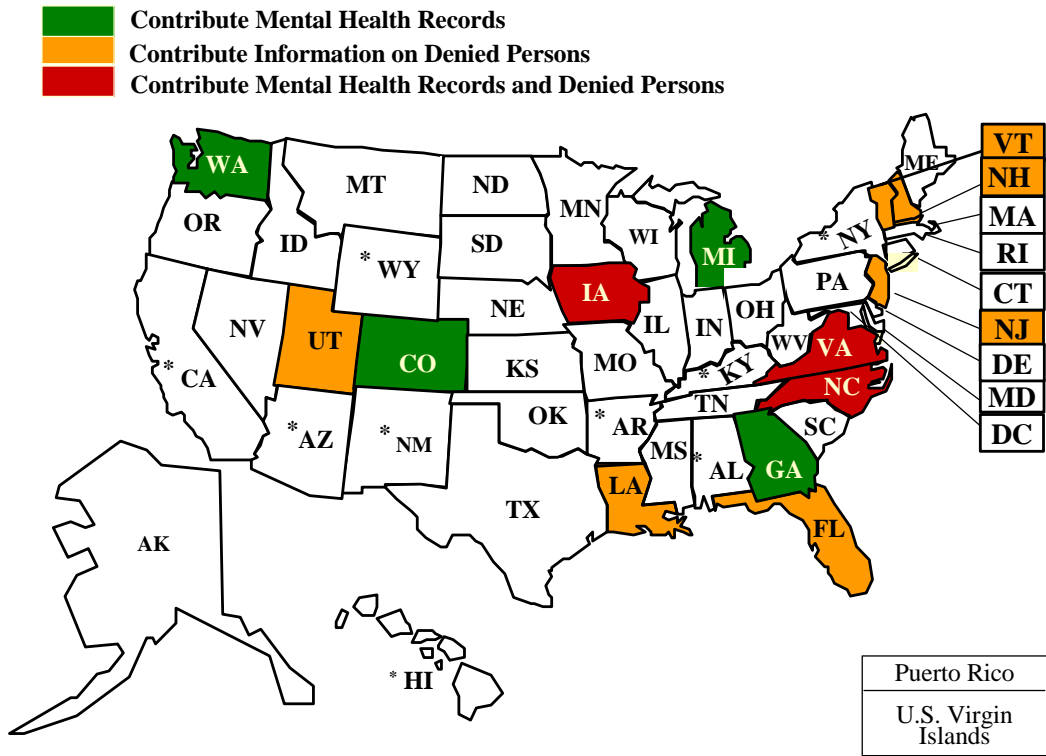 Contribute Mental Health Records
Contribute Information on Denied Persons
Contribute Mental Health Records and Denied Persons
WA
MT
ND
MN
ME
VT
NH
MA
RI
CT
NJ
DE
MD
DC
OR
ID
* WY
SD
WI
MI
* NY
NV
UT
CO
NE
IA
IL
IN
OH
PA
* CA
KS
MO
* KY
WV
VA
NC
TN
* AZ
* NM
OK
* AR
MS
* AL
GA
SC
TX
LA
FL
AK
* HI
Puerto Rico
U.S. Virgin
Islands